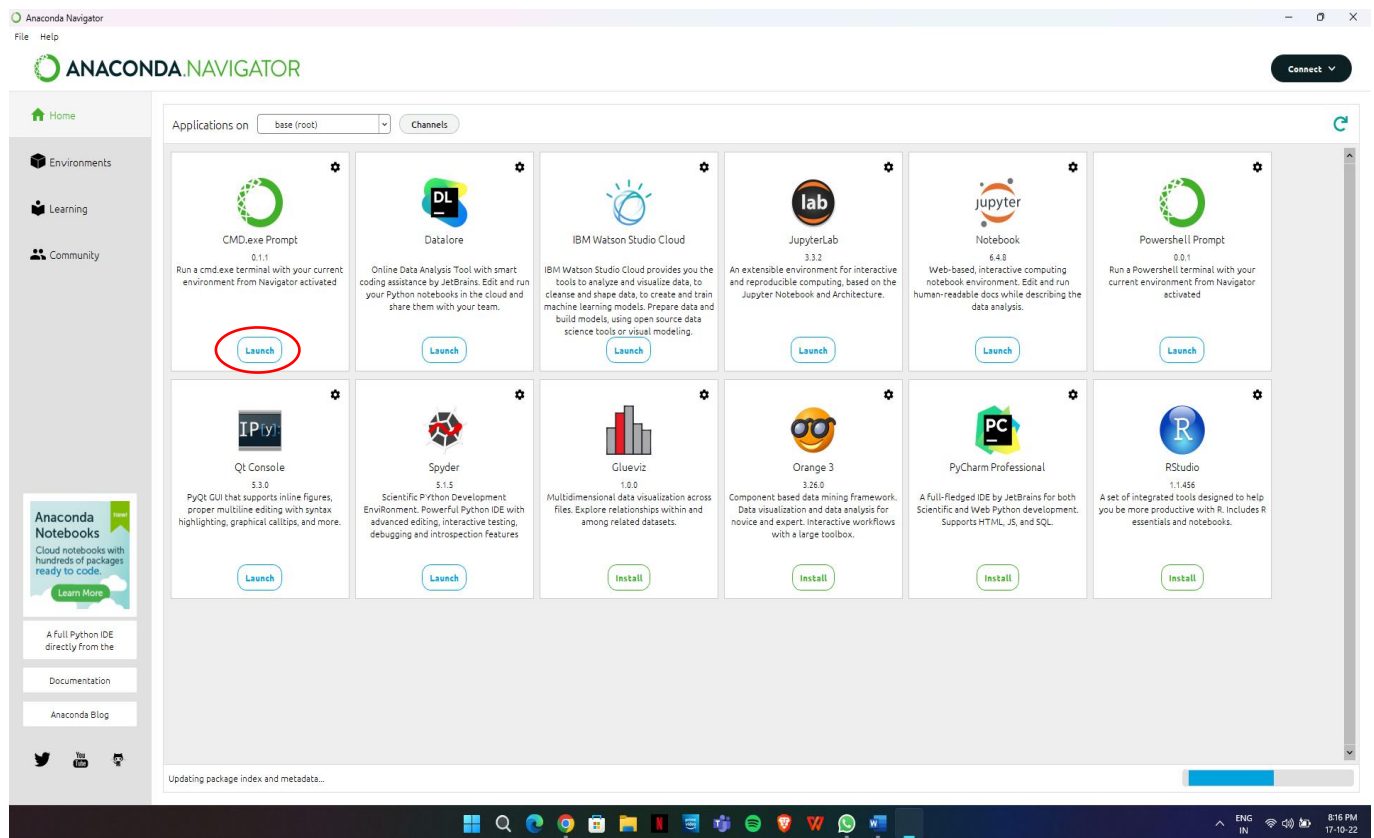 Anaconda Navigator
File Help
ANACONDA.NAVIGATOR
Connect
Home
Environments
Learning
Community
Applications on base (root) Channels
CMD.exe Prompt
0.1.1
Run a cmd.exe terminal with your current
environment from Navigator activated
Launch
DL
Datalore
Online Data Analysis Tool with smart
coding assistance by JetBrains. Edit and run
your Python notebooks in the cloud and
share them with your team.
Launch
IBM Watson Studio Cloud
IBM Watson Studio Cloud provides you the
tools to analyze and visualize data, to
cleanse and shape data, to create and train
machine learning models. Prepare data and
build models, using open source data
science tools or visual modeling.
Launch
lab
JupyterLab
3.3.2
An extensible environment for interactive
and reproducible computing, based on the
Jupyter Notebook and Architecture.
Launch
jupyter
Notebook
6.4.8
Web-based, interactive computing
notebook environment. Edit and run
human-readable docs while describing the
data analysis.
Launch
Powershell Prompt
0.0.1
Run a Powershell terminal with your
current environment from Navigator
activated
Launch
IP[y]:
Qt Console
5.3.0
PyQt GUI that supports inline figures,
proper multiline editing with syntax
highlighting, graphical calltips, and more.
Launch
Spyder
5.1.5
Scientific PYthon Development
EnviRonment. Powerful Python IDE with
advanced editing, interactive testing,
debugging and introspection features
Launch
Glueviz
1.0.0
Multidimensional data visualization across
files. Explore relationships within and
among related datasets.
Install
Orange 3
3.26.0
Component based data mining framework.
Data visualization and data analysis for
novice and expert. Interactive workflows
with a large toolbox.
Install
PC
PyCharm Professional
A full-fledged IDE by JetBrains for both
Scientific and Web Python development.
Supports HTML, JS, and SQL.
Install
R
RStudio
1.1.456
A set of integrated tools designed to help
you be more productive with R. Includes R
essentials and notebooks.
Install
New!
Anaconda
Notebooks
Cloud notebooks with
hundreds of packages
ready to code.
Learn More
A full Python IDE
directly from the
Documentation
Anaconda Blog
You
Tube
Updating package index and metadata...
ENG
IN
8:16 PM
17-10-22